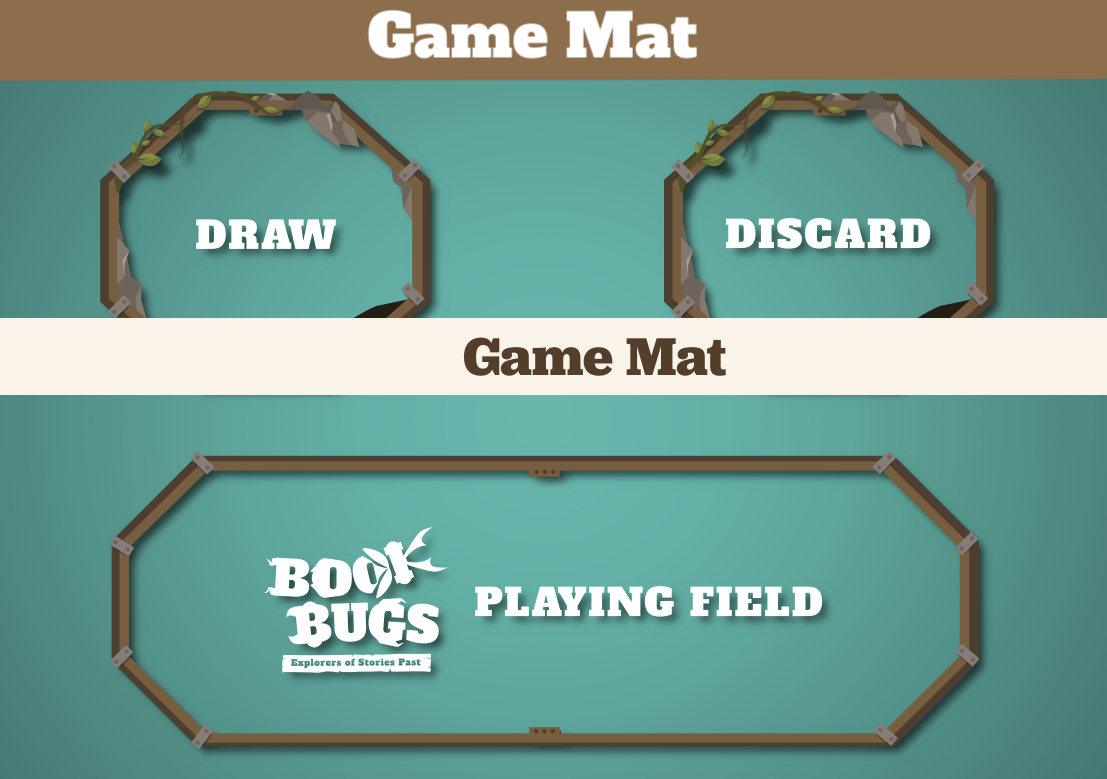 Game Mat
DRAW
DISCARD
Game Mat
BOOK
BUGS
Explorers of Stories Past
PLAYING FIELD